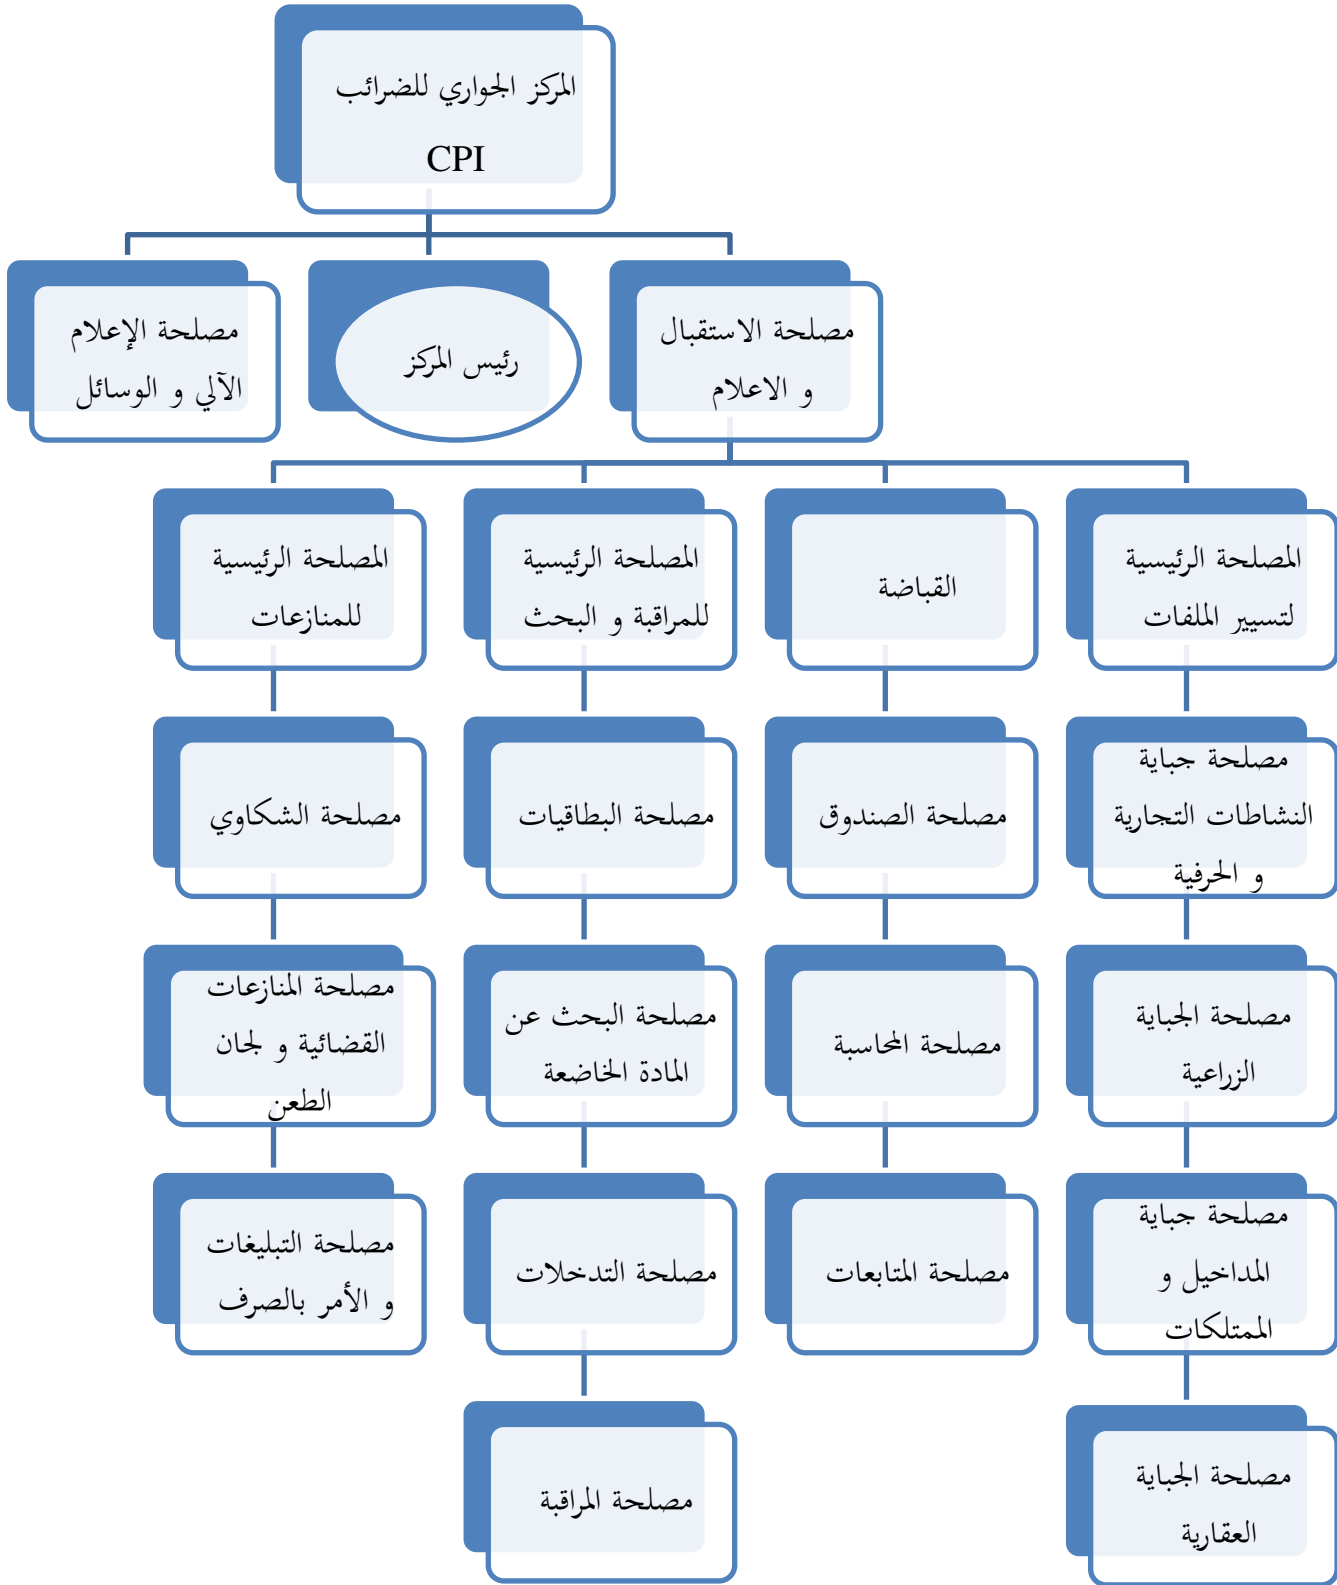 المركز الجواري للضرائب
CPI
مصلحة الاستقبال
و الاعلام
رئيس المركز
مصلحة الإعلام
الآلي و الوسائل
المصلحة الرئيسية
لتسيير الملفات
القباضة
المصلحة الرئيسية
للمراقبة و البحث
المصلحة الرئيسية
للمنازعات
مصلحة جباية
النشاطات التجارية
و الحرفية
مصلحة الصندوق
مصلحة البطاقيات
مصلحة الشكاوي
مصلحة الجباية
الزراعية
مصلحة المحاسبة
مصلحة البحث عن
المادة الخاضعة
مصلحة المنازعات
القضائية و لجان
الطعن
مصلحة جباية
المداخيل و
الممتلكات
مصلحة المتابعات
مصلحة التدخلات
مصلحة التبليغات
و الأمر بالصرف
مصلحة الجباية
العقارية
مصلحة المراقبة